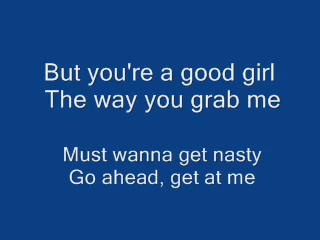 But you're a good girl
The way you grab me
Must wanna get nasty
Go ahead, get at me